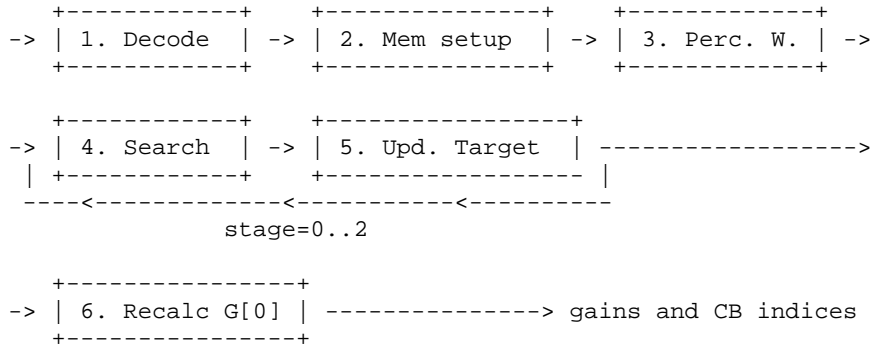 -> | 1. Decode | -> | 2. Mem setup | -> | 3. Perc. W. | ->
-> | 4. Search | -> | 5. Upd. Target | ------------------>
stage=0..2
-> | 6. Recalc G[0] | ---------------> gains and CB indices